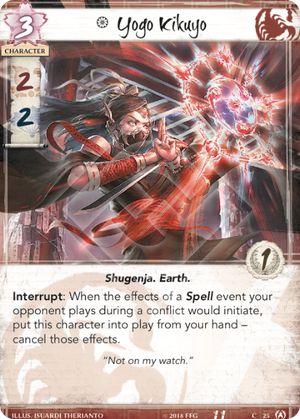 3
Yogo Kikuyo
CHARACTER
2
2
Shugenja. Earth.
1
Interrupt: When the effects of a Spell event your
opponent plays during a conflict would initiate,
put this character into play from your hand –
cancel those effects.
"Not on my watch."
ILLUS. ISUARDI THERIANTO
© 2018 FFG
11
C 25